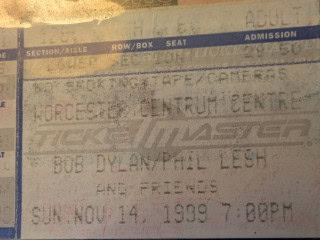 ADULT
SECTION/AISLE ROW/BOX SEAT ADMISSION
NO SMOKING/TAPE/CAMERAS
WORCESTER CENTRUM CENTRE
TICKETMASTER
BOB DYLAN/PHIL LESH
AND FRIENDS
SUN NOV 14, 1999 7:00PM